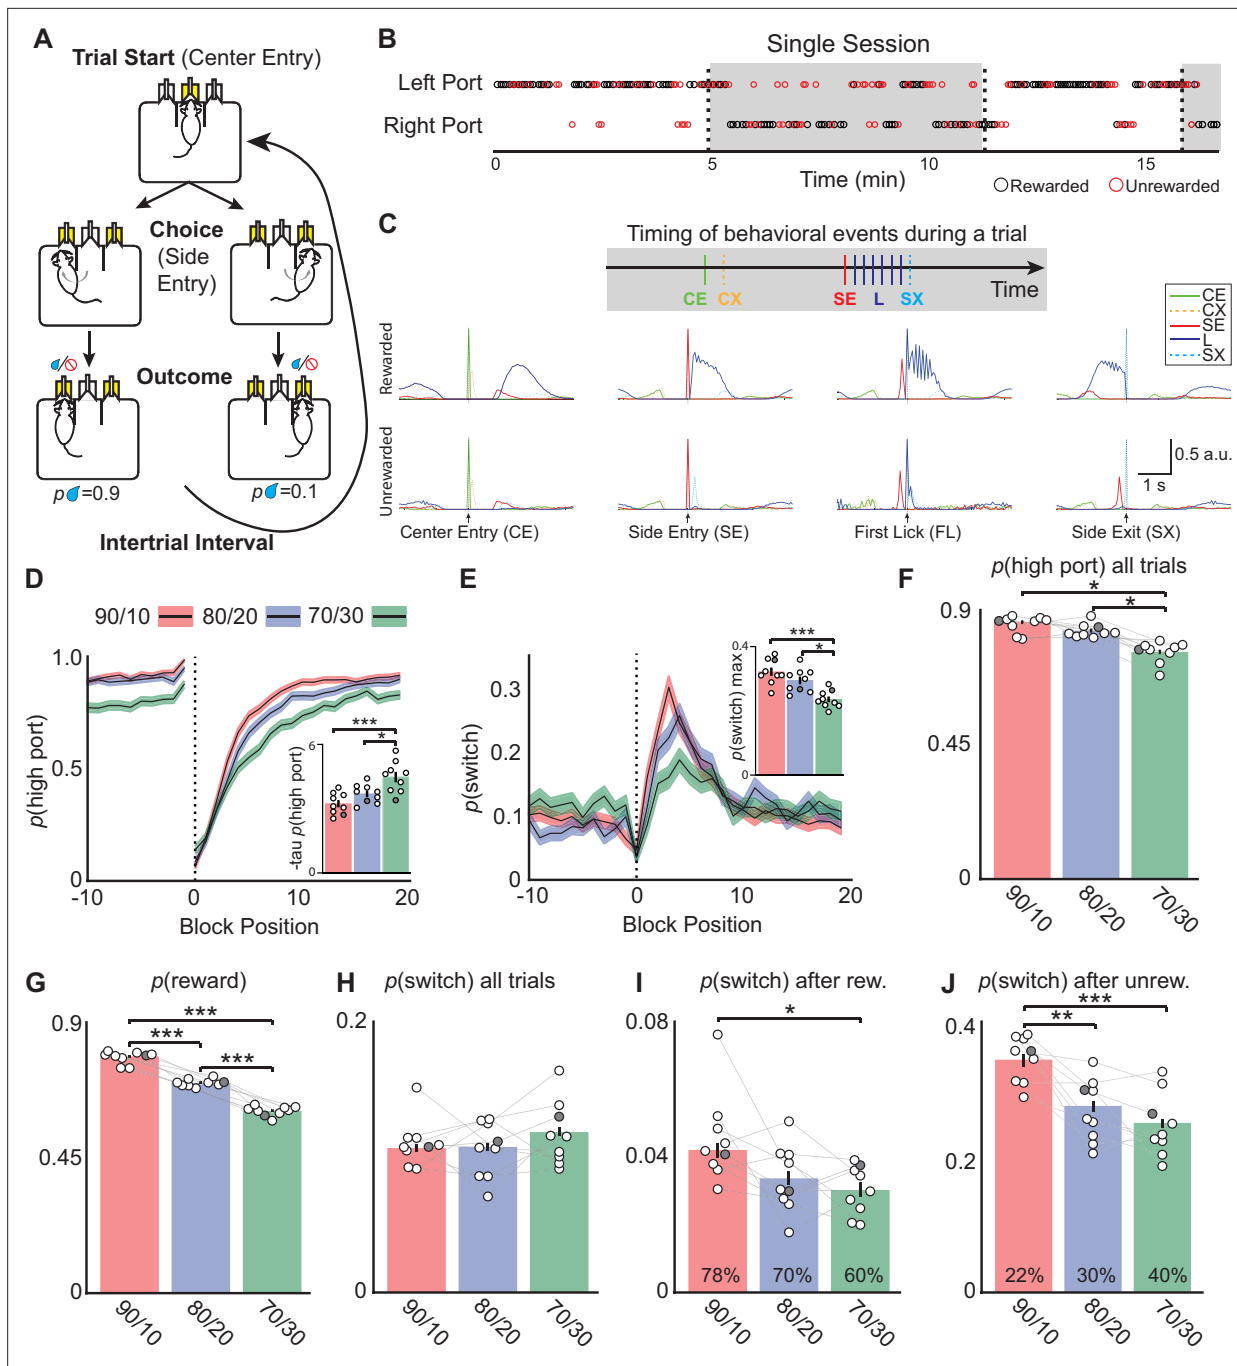 A
Trial Start (Center Entry)
Choice
(Side
Entry)
Outcome
p =0.9
p =0.1
Intertrial Interval
B
Single Session
Left Port
Right Port
0
5
10
15
Time (min)
Rewarded
Unrewarded
C
Timing of behavioral events during a trial
CE
CX
SE
L
SX
Time
CE
CX
SE
L
SX
Rewarded
Unrewarded
0.5 a.u.
1 s
Center Entry (CE)
Side Entry (SE)
First Lick (FL)
Side Exit (SX)
D
90/10
80/20
70/30
p(high port)
1.0
0.5
0
-10
0
10
20
Block Position
-tau p(high port)
6
0
***
*
E
p(switch)
0.3
0.2
0.1
0
-10
0
10
20
Block Position
p(switch) max
0.4
0
***
*
F
p(high port) all trials
0.9
0.45
0
*
*
90/10
80/20
70/30
G
p(reward)
0.9
0.45
0
***
***
***
90/10
80/20
70/30
H
p(switch) all trials
0.2
0
90/10
80/20
70/30
I
p(switch) after rew.
0.08
0.04
0
*
78%
70%
60%
90/10
80/20
70/30
J
p(switch) after unrew.
0.4
0.2
0
***
**
22%
30%
40%
90/10
80/20
70/30